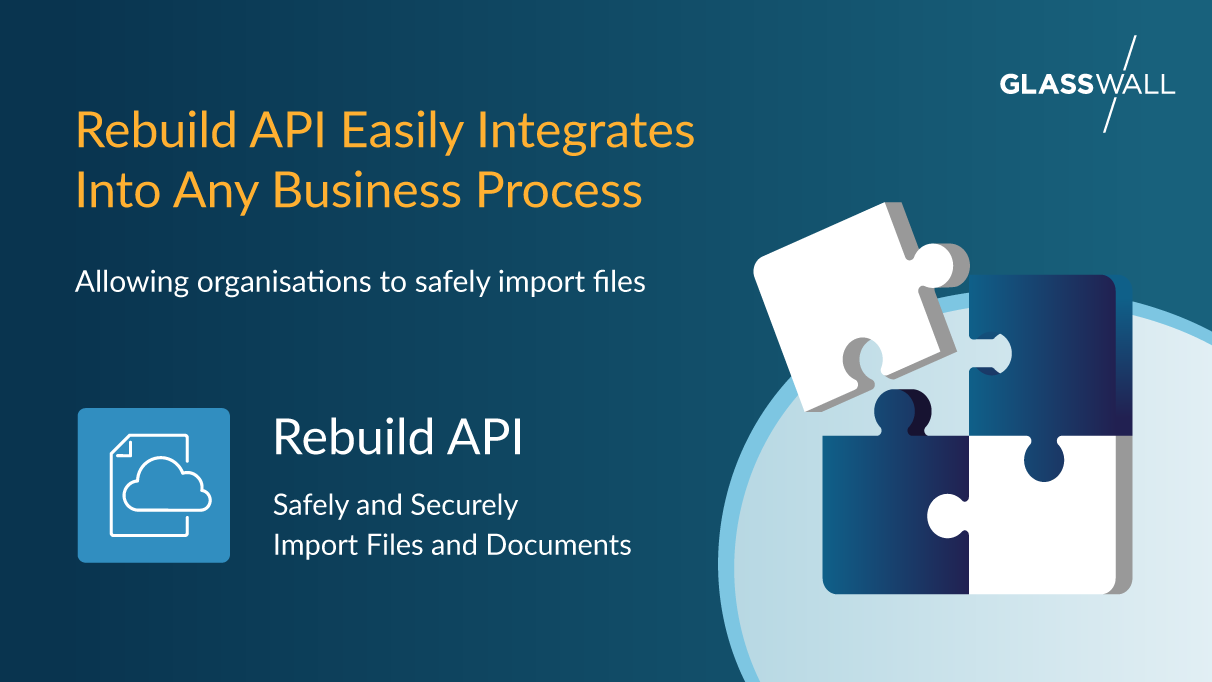 GLASSWALL
Rebuild API Easily Integrates
Into Any Business Process
Allowing organisations to safely import files
Rebuild API
Safely and Securely
Import Files and Documents